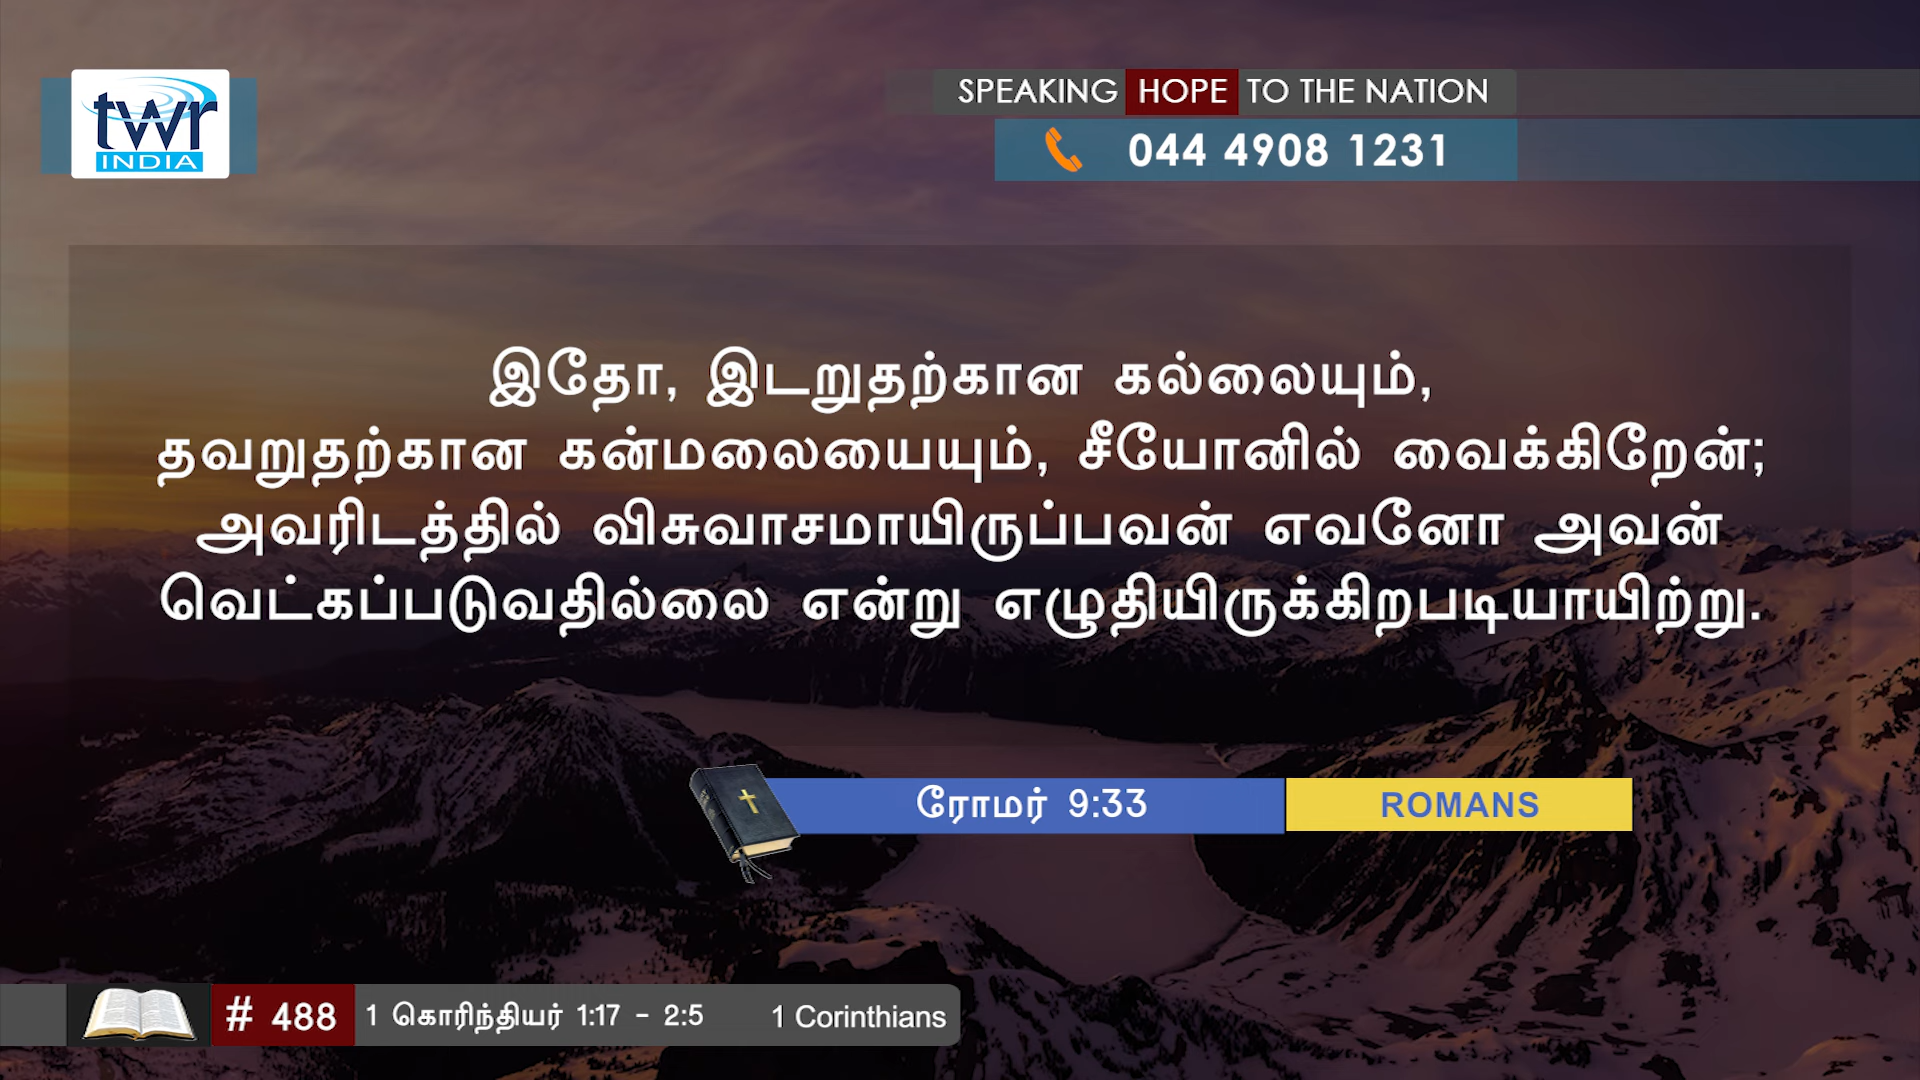 twr
INDIA
SPEAKING HOPE TO THE NATION
044 4908 1231
இதோ, இடறுதற்கான கல்லையும்,
தவறுதற்கான கன்மலையையும், சீயோனில் வைக்கிறேன்;
அவரிடத்தில் விசுவாசமாயிருப்பவன் எவனோ அவன்
வெட்கப்படுவதில்லை என்று எழுதியிருக்கிறபடியாயிற்று.
ரோமர் 9:33 ROMANS
# 488 1 கொரிந்தியர் 1:17 - 2:5 1 Corinthians